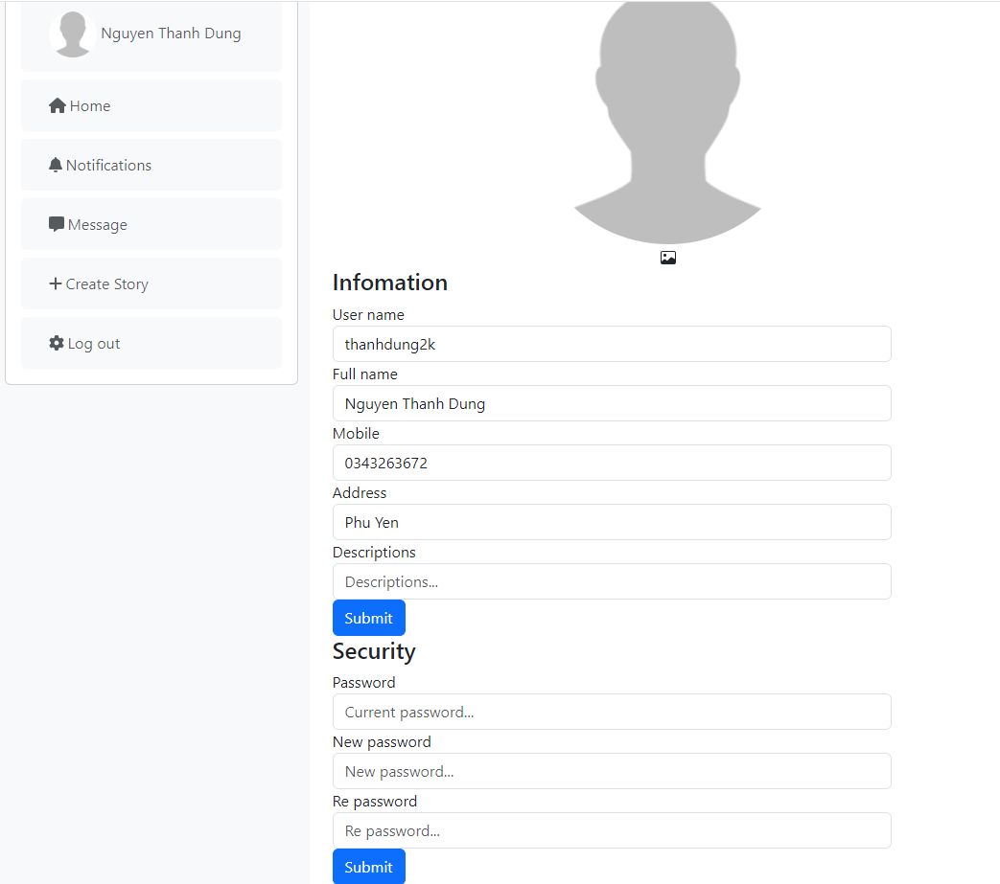 Nguyen Thanh Dung
Home
Notifications
Message
Create Story
Log out
Infomation
User name
thanhdung2k
Full name
Nguyen Thanh Dung
Mobile
0343263672
Address
Phu Yen
Descriptions
Descriptions...
Submit
Security
Password
Current password...
New password
New password...
Re password
Re password...
Submit